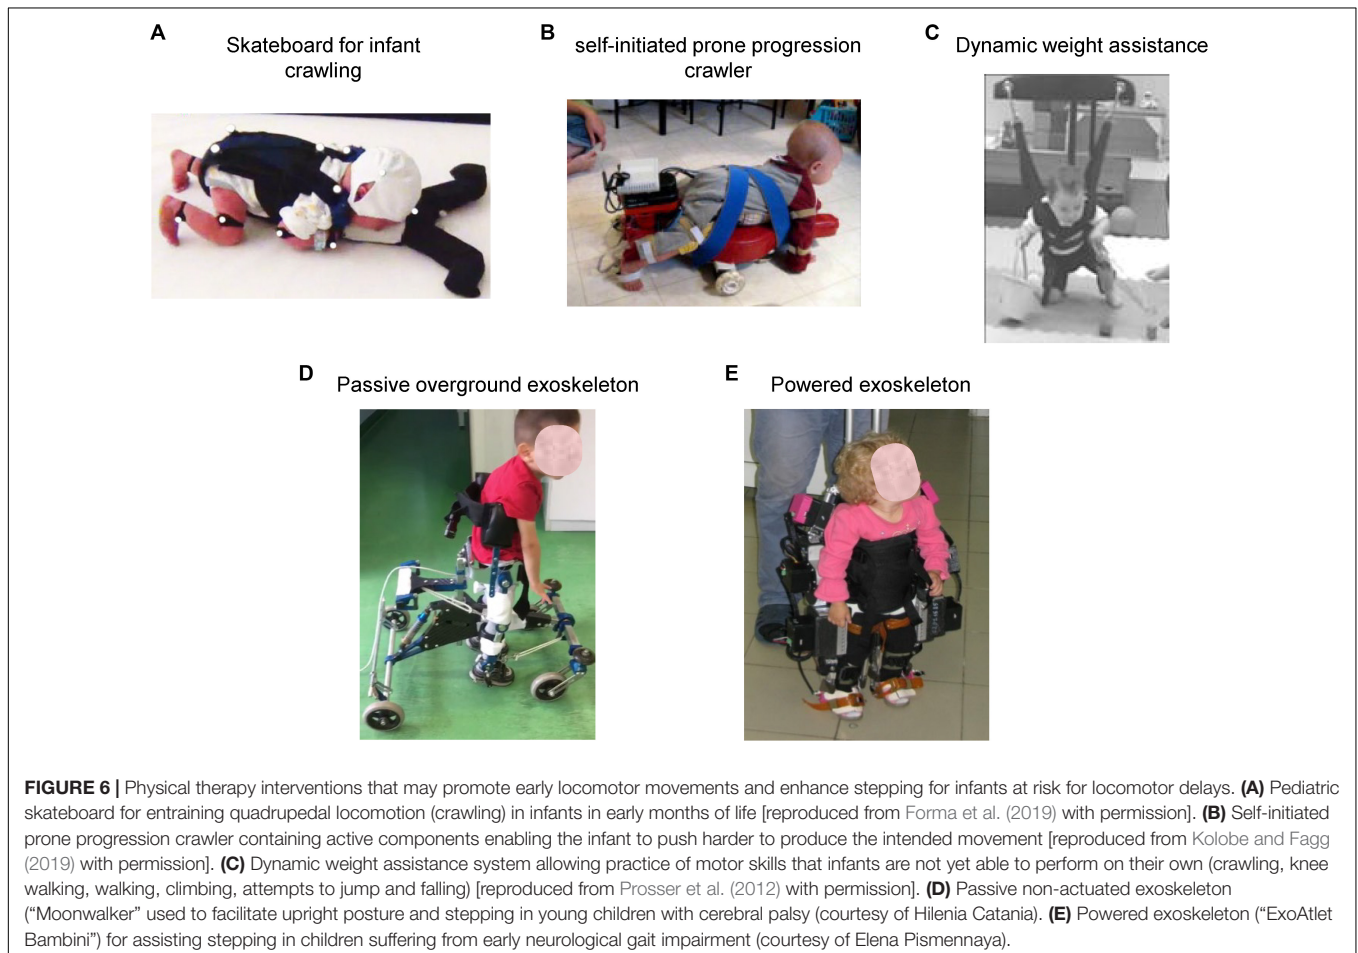 A
Skateboard for infant
crawling
B
self-initiated prone progression
crawler
C
Dynamic weight assistance
D
Passive overground exoskeleton
E
Powered exoskeleton
FIGURE 6 | Physical therapy interventions that may promote early locomotor movements and enhance stepping for infants at risk for locomotor delays. (A) Pediatric
skateboard for entraining quadrupedal locomotion (crawling) in infants in early months of life [reproduced from Forma et al. (2019) with permission]. (B) Self-initiated
prone progression crawler containing active components enabling the infant to push harder to produce the intended movement [reproduced from Kolobe and Fagg
(2019) with permission]. (C) Dynamic weight assistance system allowing practice of motor skills that infants are not yet able to perform on their own (crawling, knee
walking, walking, climbing, attempts to jump and falling) [reproduced from Prosser et al. (2012) with permission]. (D) Passive non-actuated exoskeleton
(“Moonwalker” used to facilitate upright posture and stepping in young children with cerebral palsy (courtesy of Hilenia Catania). (E) Powered exoskeleton (“ExoAtlet
Bambini”) for assisting stepping in children suffering from early neurological gait impairment (courtesy of Elena Pismennaya).